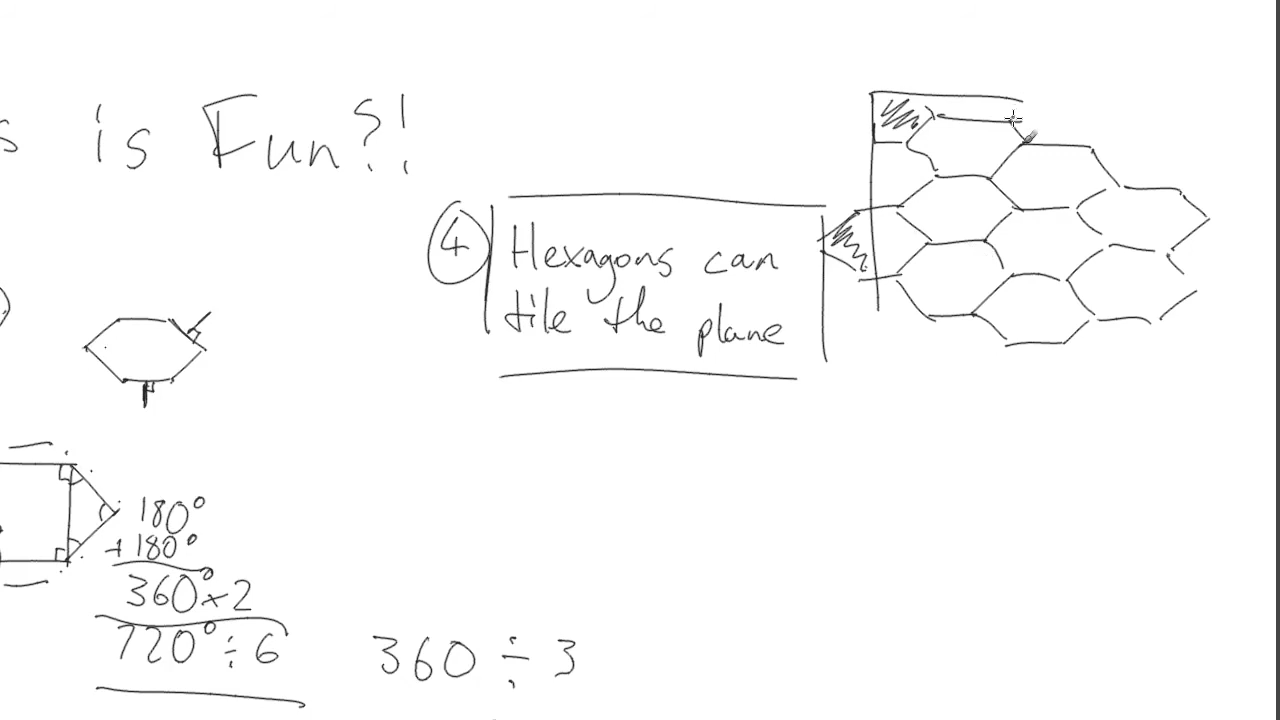 s is Fun?!
4
Hexagons can
tile the plane
180°
+180°
360°×2
720°÷6
360 ÷ 3